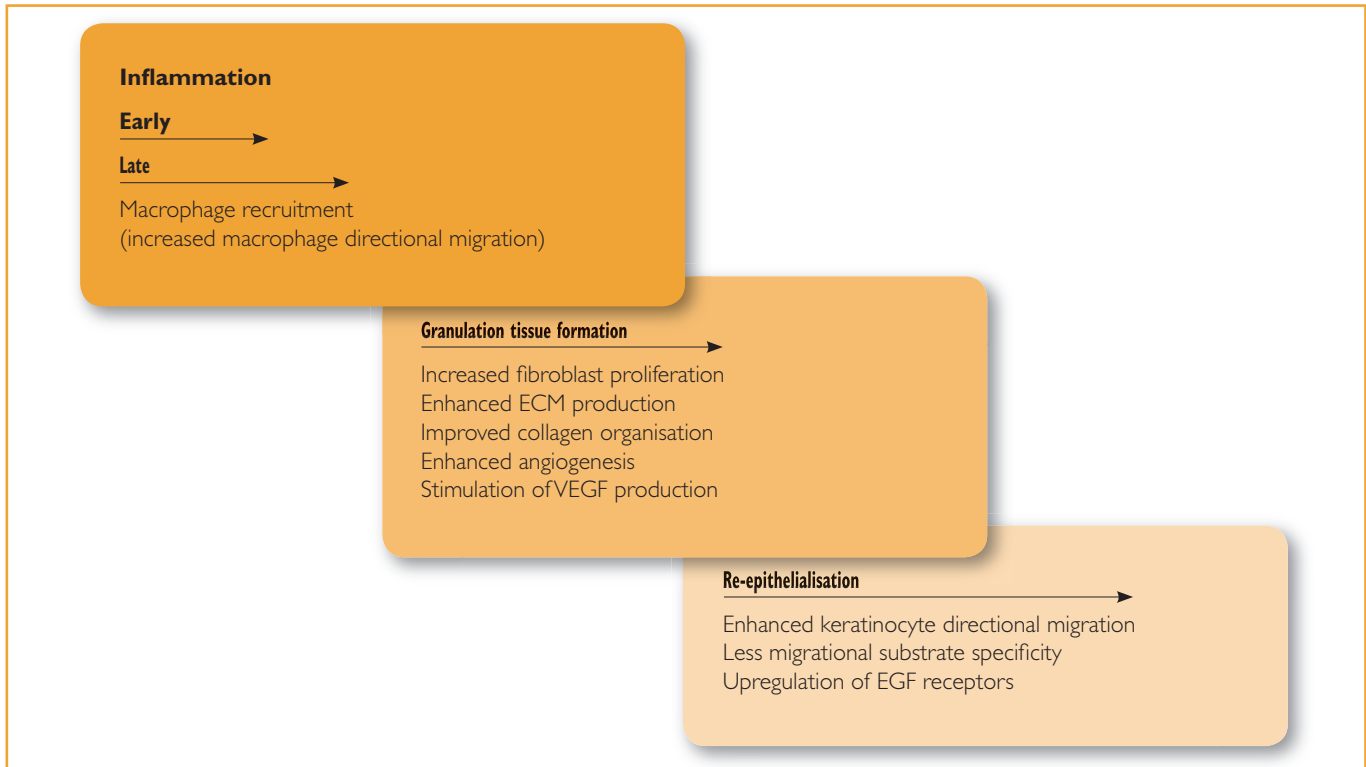 Inflammation
Early
Late
Macrophage recruitment
(increased macrophage directional migration)
Granulation tissue formation
Increased fibroblast proliferation
Enhanced ECM production
Improved collagen organisation
Enhanced angiogenesis
Stimulation of VEGF production
Re-epithelialisation
Enhanced keratinocyte directional migration
Less migrational substrate specificity
Upregulation of EGF receptors